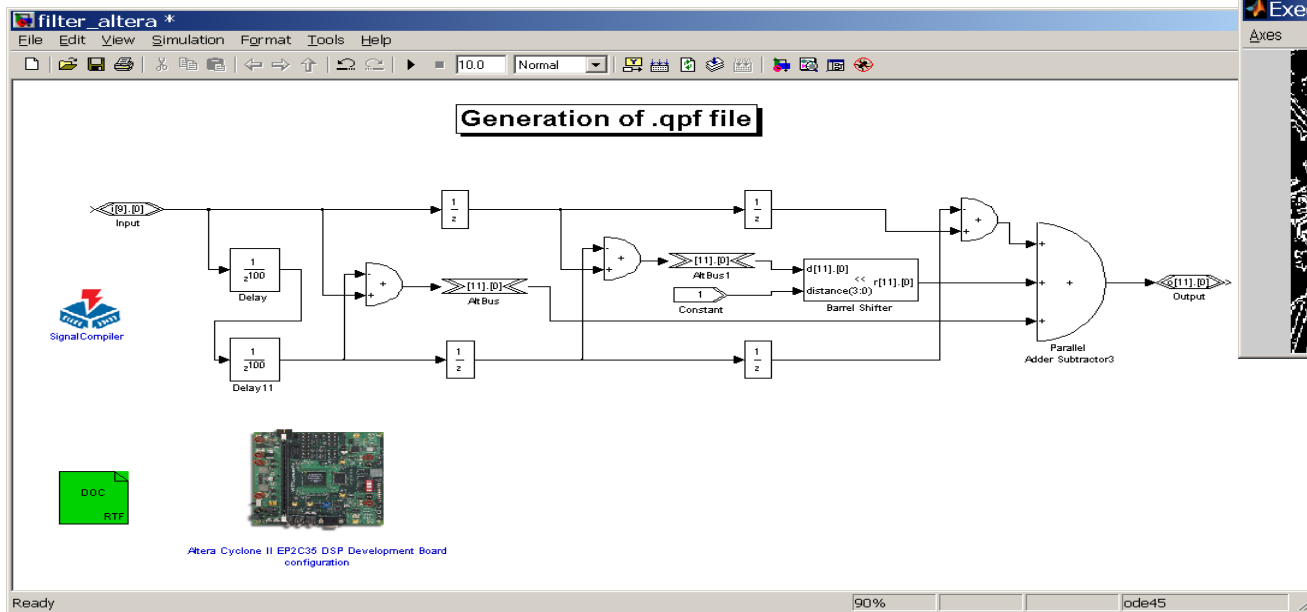 filter_altera *
Exe
File Edit View Simulation Format Tools Help
Axes
10.0 Normal
Generation of .qpf file
i[9].[0]
Input
1
z
1
z
-
+
+
1
z100
Delay
-
+
+
>[11].[0]<
AltBus
-
+
+
>[11].[0]<
AltBus1
1
Constant
d[11].[0]
distance(3:0)
<<
r[11].[0]
Barrel Shifter
+
+
+
+
Parallel
Adder Subtractor3
o[11].[0]
Output
SignalCompiler
1
z100
Delay11
1
z
1
z
DOC
RTF
Altera Cyclone II EP2C35 DSP Development Board
configuration
Ready 90% ode45